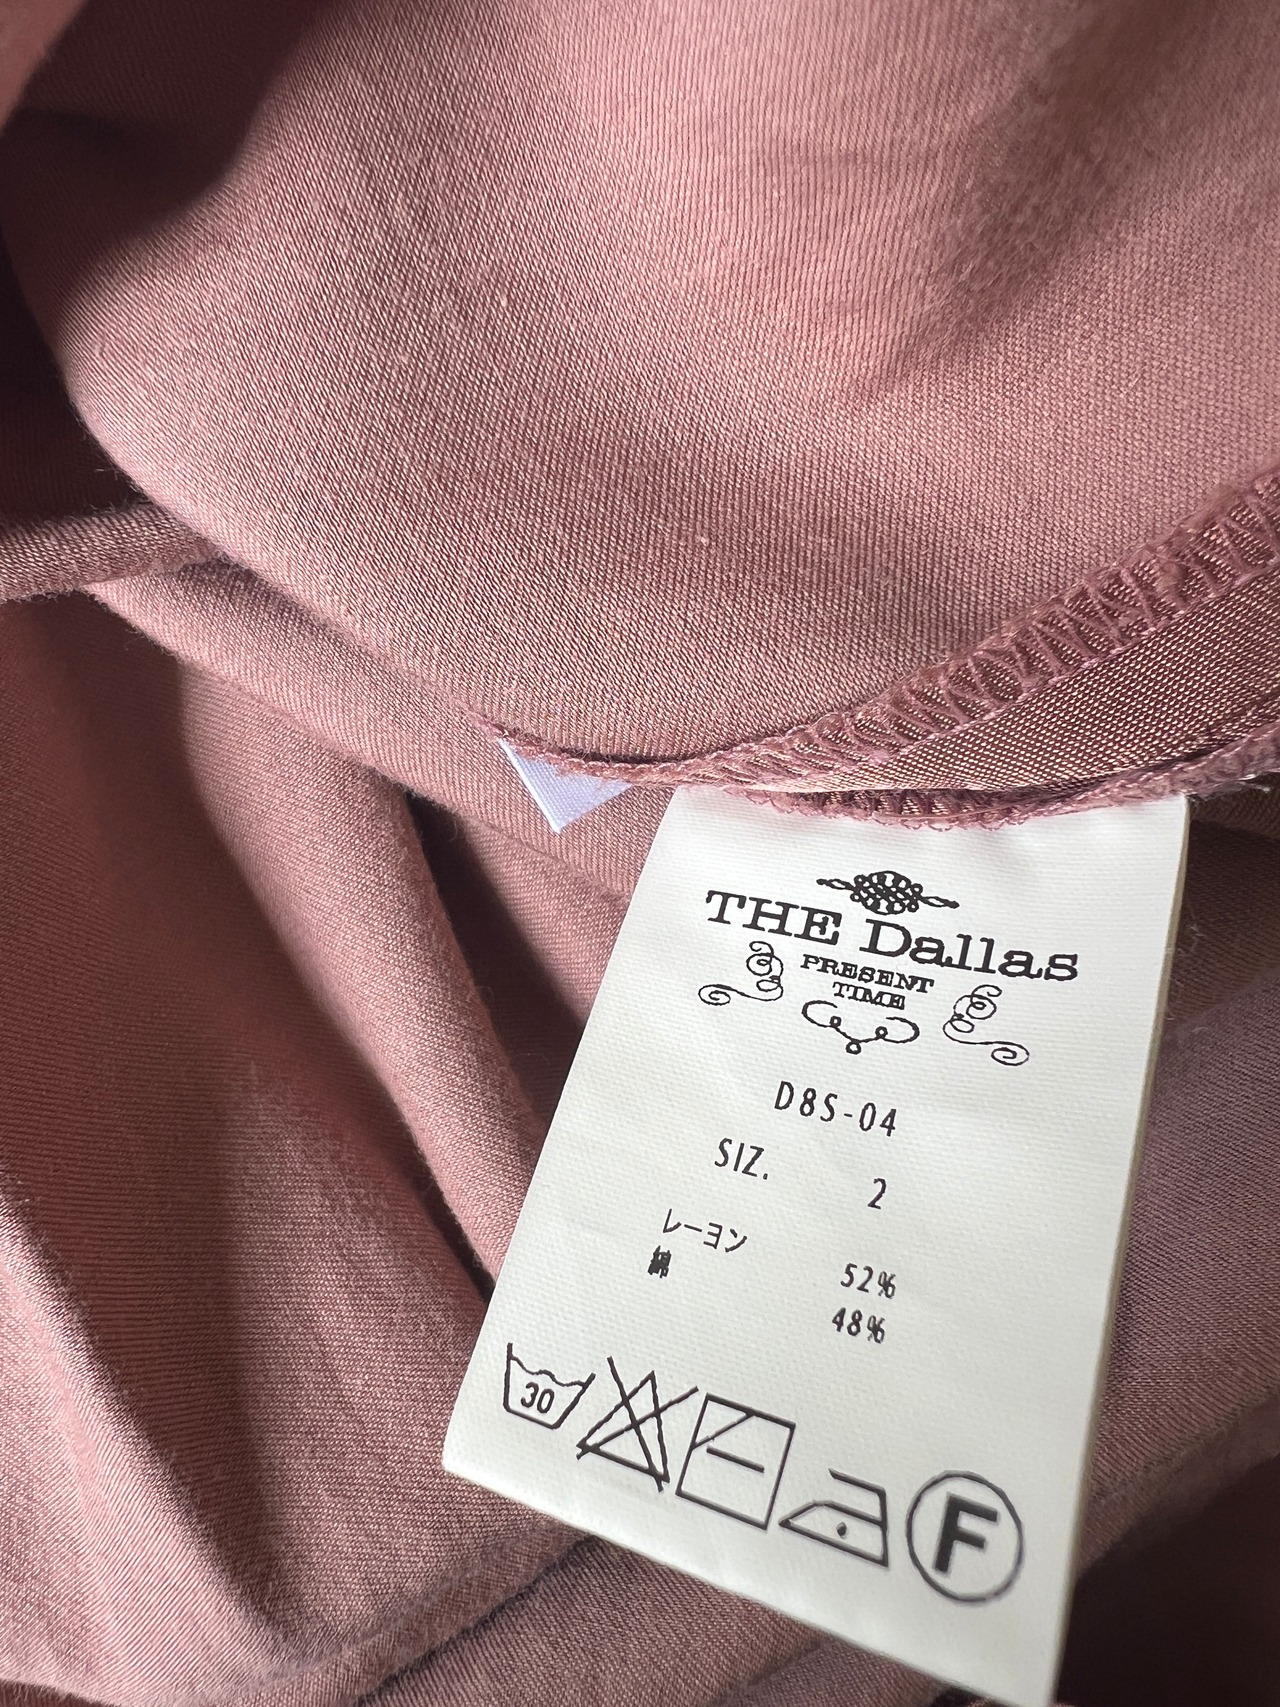 THE Dallas
PRESENT
TIME
D8S-04
SIZ. 2
レーヨン 52%
綿 48%
30
F